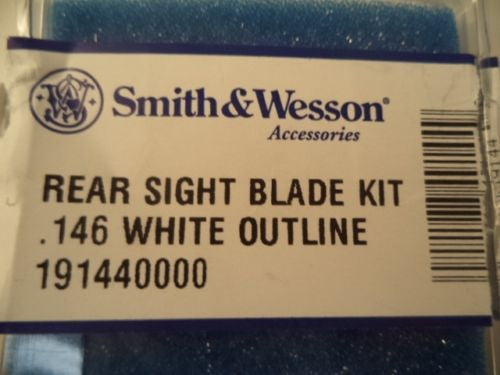 Smith&Wesson®
Accessories
REAR SIGHT BLADE KIT
.146 WHITE OUTLINE
191440000